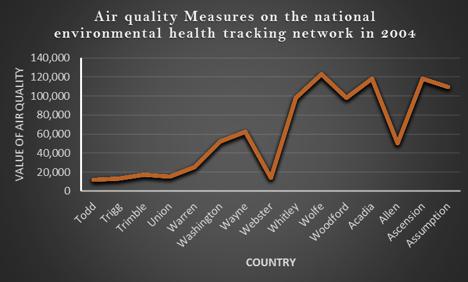 Air quality Measures on the national
environmental health tracking network in 2004
140,000
120,000
100,000
80,000
60,000
40,000
20,000
0
VALUE OF AIR QUALITY
Todd
Trigg
Trimble
Union
Warren
Washington
Wayne
Webster
Whitley
Wolfe
Woodford
Acadia
Allen
Ascension
Assumption
COUNTRY